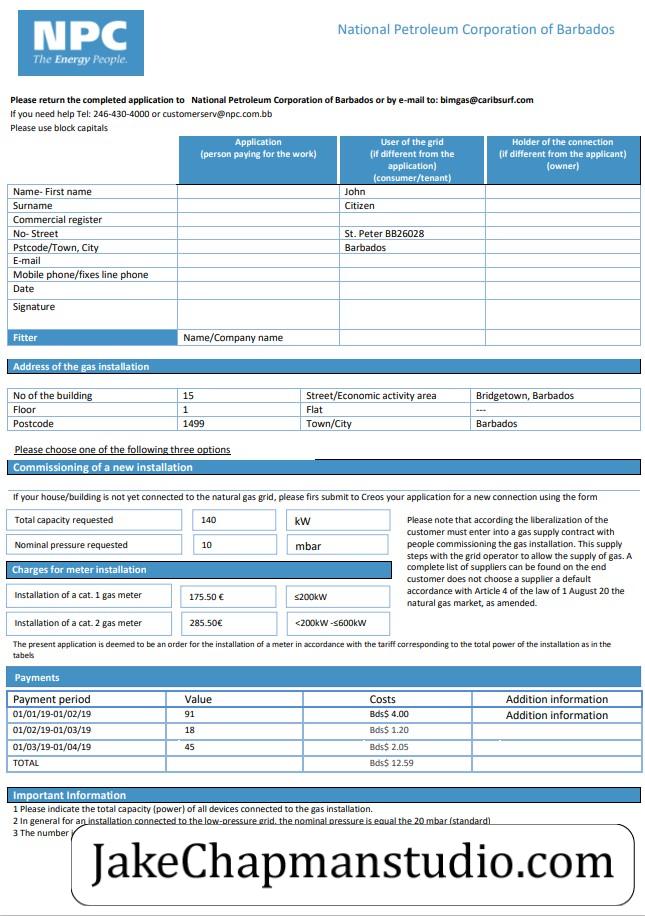 NPC
The Energy People.
National Petroleum Corporation of Barbados
Please return the completed application to National Petroleum Corporation of Barbados or by e-mail to: bimgas@caribsurf.com
If you need help Tel: 246-430-4000 or customerserv@npc.com.bb
Please use block capitals
Application (person paying for the work) User of the grid (if different from the application) (consumer/tenant) Holder of the connection (if different from the applicant) (owner)
Name- First name John
Surname Citizen
Commercial register
No- Street St. Peter BB26028
Pstcode/Town, City Barbados
E-mail
Mobile phone/fixes line phone
Date
Signature
Fitter Name/Company name
Address of the gas installation
No of the building 15 Street/Economic activity area Bridgetown, Barbados
Floor 1 Flat ---
Postcode 1499 Town/City Barbados
Please choose one of the following three options
Commissioning of a new installation
If your house/building is not yet connected to the natural gas grid, please firs submit to Creos your application for a new connection using the form
Total capacity requested 140 kW
Nominal pressure requested 10 mbar
Please note that according the liberalization of the
customer must enter into a gas supply contract with
people commissioning the gas installation. This supply
steps with the grid operator to allow the supply of gas. A
complete list of suppliers can be found on the end
customer does not choose a supplier a default
accordance with Article 4 of the law of 1 August 20 the
natural gas market, as amended.
Charges for meter installation
Installation of a cat. 1 gas meter 175.50 € ≤200kW
Installation of a cat. 2 gas meter 285.50€ <200kW -≤600kW
The present application is deemed to be an order for the installation of a meter in accordance with the tariff corresponding to the total power of the installation as in the
tabels
Payments
Payment period Value Costs Addition information
01/01/19-01/02/19 91 Bds$ 4.00 Addition information
01/02/19-01/03/19 18 Bds$ 1.20
01/03/19-01/04/19 45 Bds$ 2.05
TOTAL Bds$ 12.59
Important Information
1 Please indicate the total capacity (power) of all devices connected to the gas installation.
2 In general for an installation connected to the low-pressure grid, the nominal pressure is equal the 20 mbar (standard)
3 The number
JakeChapmanstudio.com